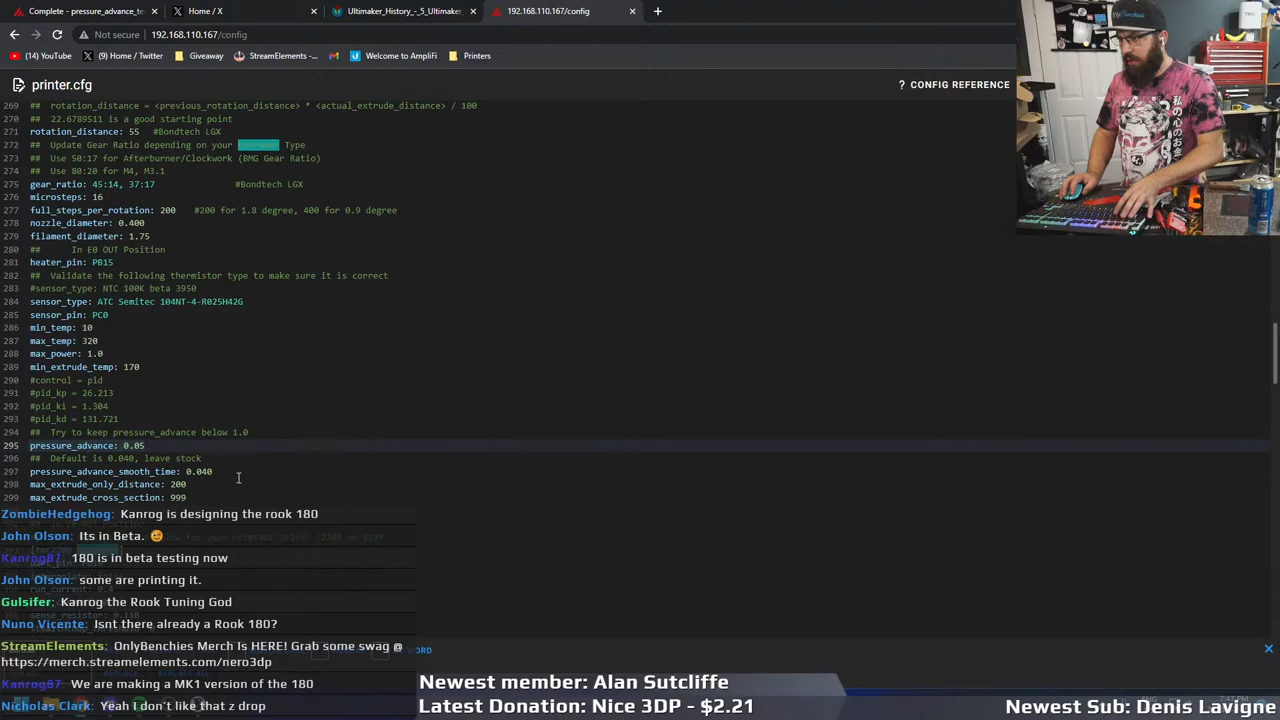 Complete - pressure_advance_te
Home / X
Ultimaker_History_-_5_Ultimaker
192.168.110.167/config
Not secure
192.168.110.167/config
(14) YouTube
(9) Home / Twitter
Giveaway
StreamElements -...
Welcome to AmpliFi
Printers
printer.cfg
? CONFIG REFERENCE
269 ## rotation_distance = <previous_rotation_distance> * <actual_extrude_distance> / 100
270 ## 22.6789511 is a good starting point
271 rotation_distance: 55 #Bondtech LGX
272 ## Update Gear Ratio depending on your Extruder Type
273 ## Use 50:17 for Afterburner/Clockwork (BMG Gear Ratio)
274 ## Use 80:20 for M4, M3.1
275 gear_ratio: 45:14, 37:17 #Bondtech LGX
276 microsteps: 16
277 full_steps_per_rotation: 200 #200 for 1.8 degree, 400 for 0.9 degree
278 nozzle_diameter: 0.400
279 filament_diameter: 1.75
280 ## In E0 OUT Position
281 heater_pin: PB15
282 ## Validate the following thermistor type to make sure it is correct
283 #sensor_type: NTC 100K beta 3950
284 sensor_type: ATC Semitec 104NT-4-R025H42G
285 sensor_pin: PC0
286 min_temp: 10
287 max_temp: 320
288 max_power: 1.0
289 min_extrude_temp: 170
290 #control = pid
291 #pid_kp = 26.213
292 #pid_ki = 1.304
293 #pid_kd = 131.721
294 ## Try to keep pressure_advance below 1.0
295 pressure_advance: 0.05
296 ## Default is 0.040, leave stock
297 pressure_advance_smooth_time: 0.040
298 max_extrude_only_distance: 200
299 max_extrude_cross_section: 999
ZombieHedgehog: Kanrog is designing the rook 180
John Olson: Its in Beta. 😊
Kanrog87: 180 is in beta testing now
John Olson: some are printing it.
Gulsifer: Kanrog the Rook Tuning God
Nuno Vicente: Isnt there already a Rook 180?
StreamElements: OnlyBenchies Merch Is HERE! Grab some swag @
https://merch.streamelements.com/nero3dp
Kanrog87: We are making a MK1 version of the 180
Nicholas Clark: Yeah I don't like that z drop
WORD
Newest member: Alan Sutcliffe
Latest Donation: Nice 3DP - $2.21
Newest Sub: Denis Lavigne